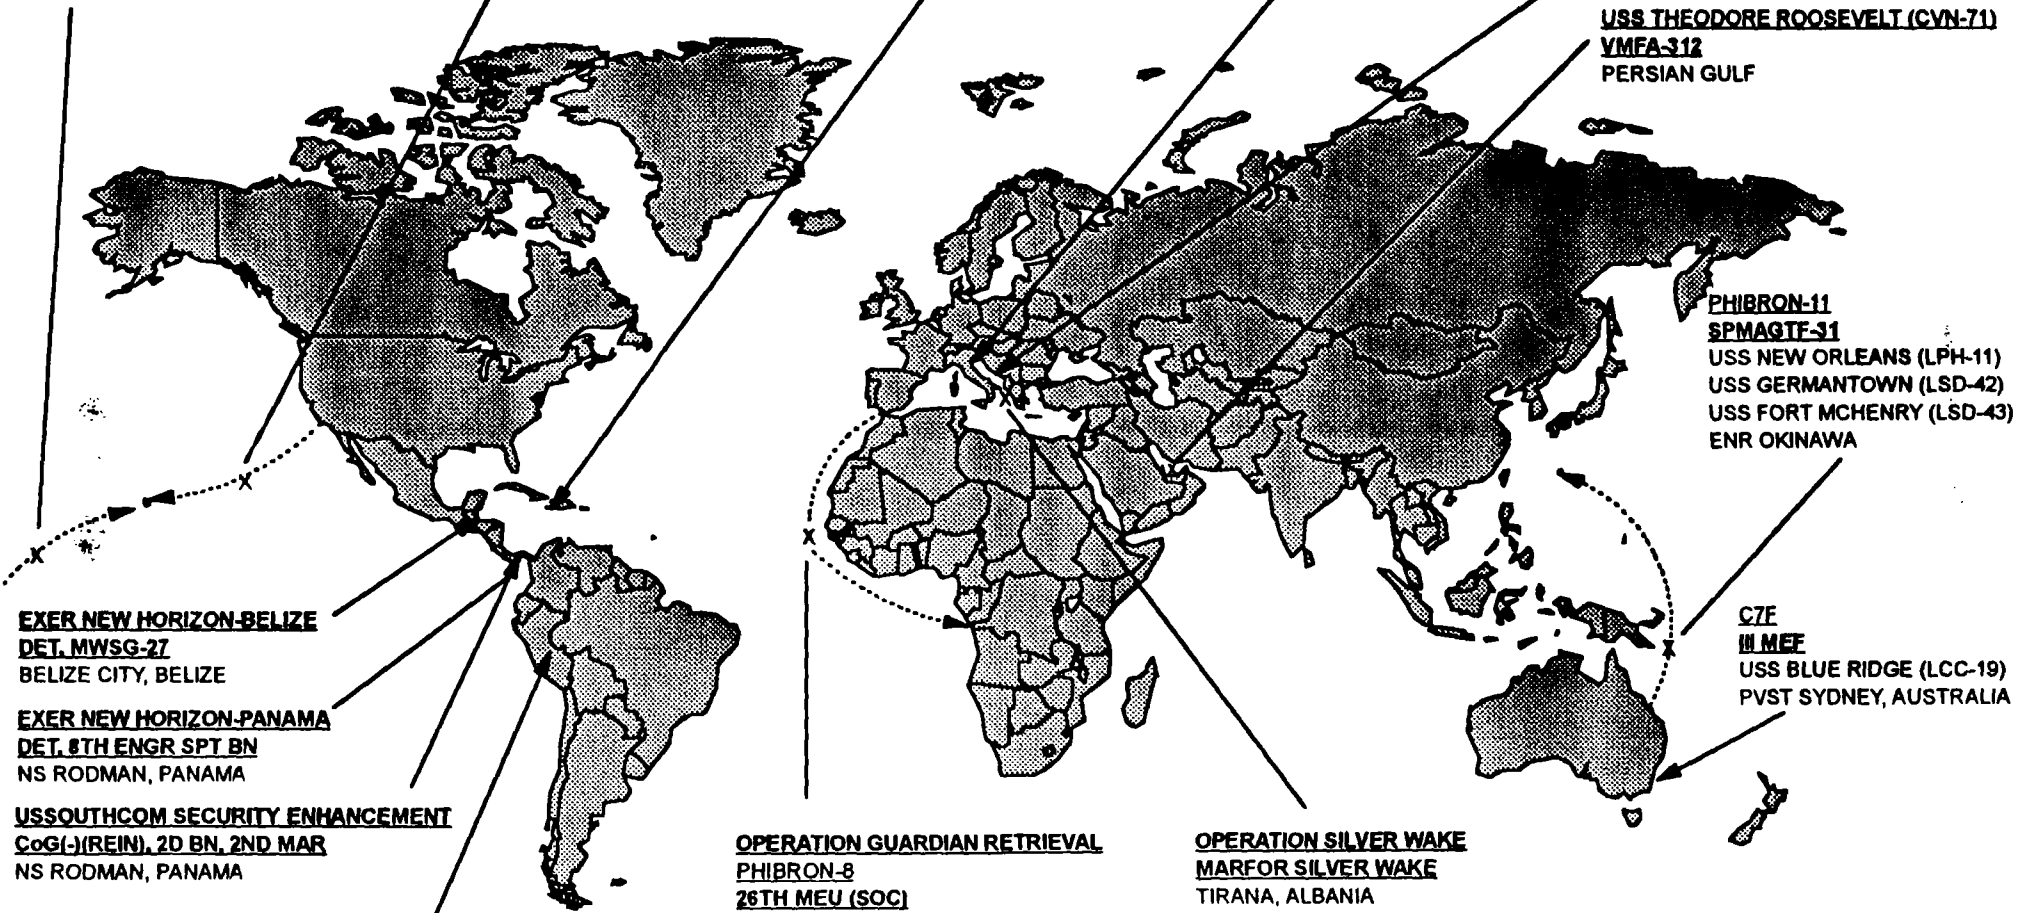 USS THEODORE ROOSEVELT (CVN-71)
VMFA-312
PERSIAN GULF
PHIBRON-11
SPMAGTF-31
USS NEW ORLEANS (LPH-11)
USS GERMANTOWN (LSD-42)
USS FORT MCHENRY (LSD-43)
ENR OKINAWA
X
X
X
X
X
EXER NEW HORIZON-BELIZE
DET. MWSG-27
BELIZE CITY, BELIZE
EXER NEW HORIZON-PANAMA
DET. 8TH ENGR SPT BN
NS RODMAN, PANAMA
USSOUTHCOM SECURITY ENHANCEMENT
CoG(-)(REIN), 2D BN, 2ND MAR
NS RODMAN, PANAMA
OPERATION GUARDIAN RETRIEVAL
PHIBRON-8
26TH MEU (SOC)
OPERATION SILVER WAKE
MARFOR SILVER WAKE
TIRANA, ALBANIA
C7F
III MEF
USS BLUE RIDGE (LCC-19)
PVST SYDNEY, AUSTRALIA